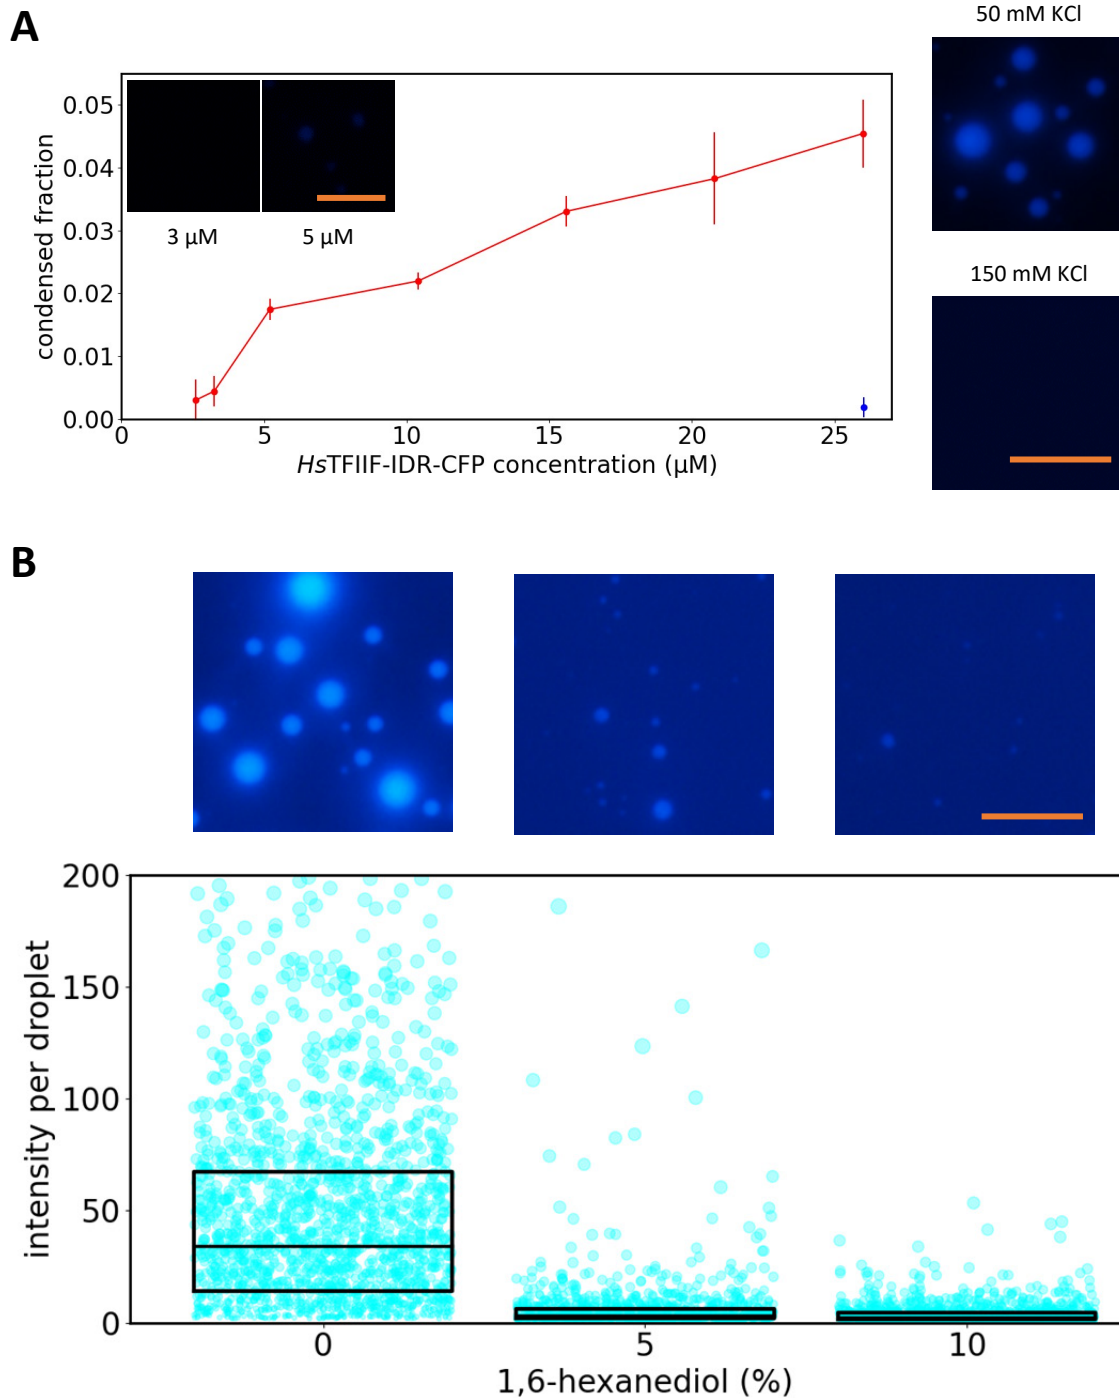 A
50 mM KCl
0.05
0.04
0.03
0.02
0.01
0.00
condensed fraction
3 µM
5 µM
0
5
10
15
20
25
HsTFIIF-IDR-CFP concentration (µM)
150 mM KCl
B
200
150
100
50
0
intensity per droplet
0
5
10
1,6-hexanediol (%)